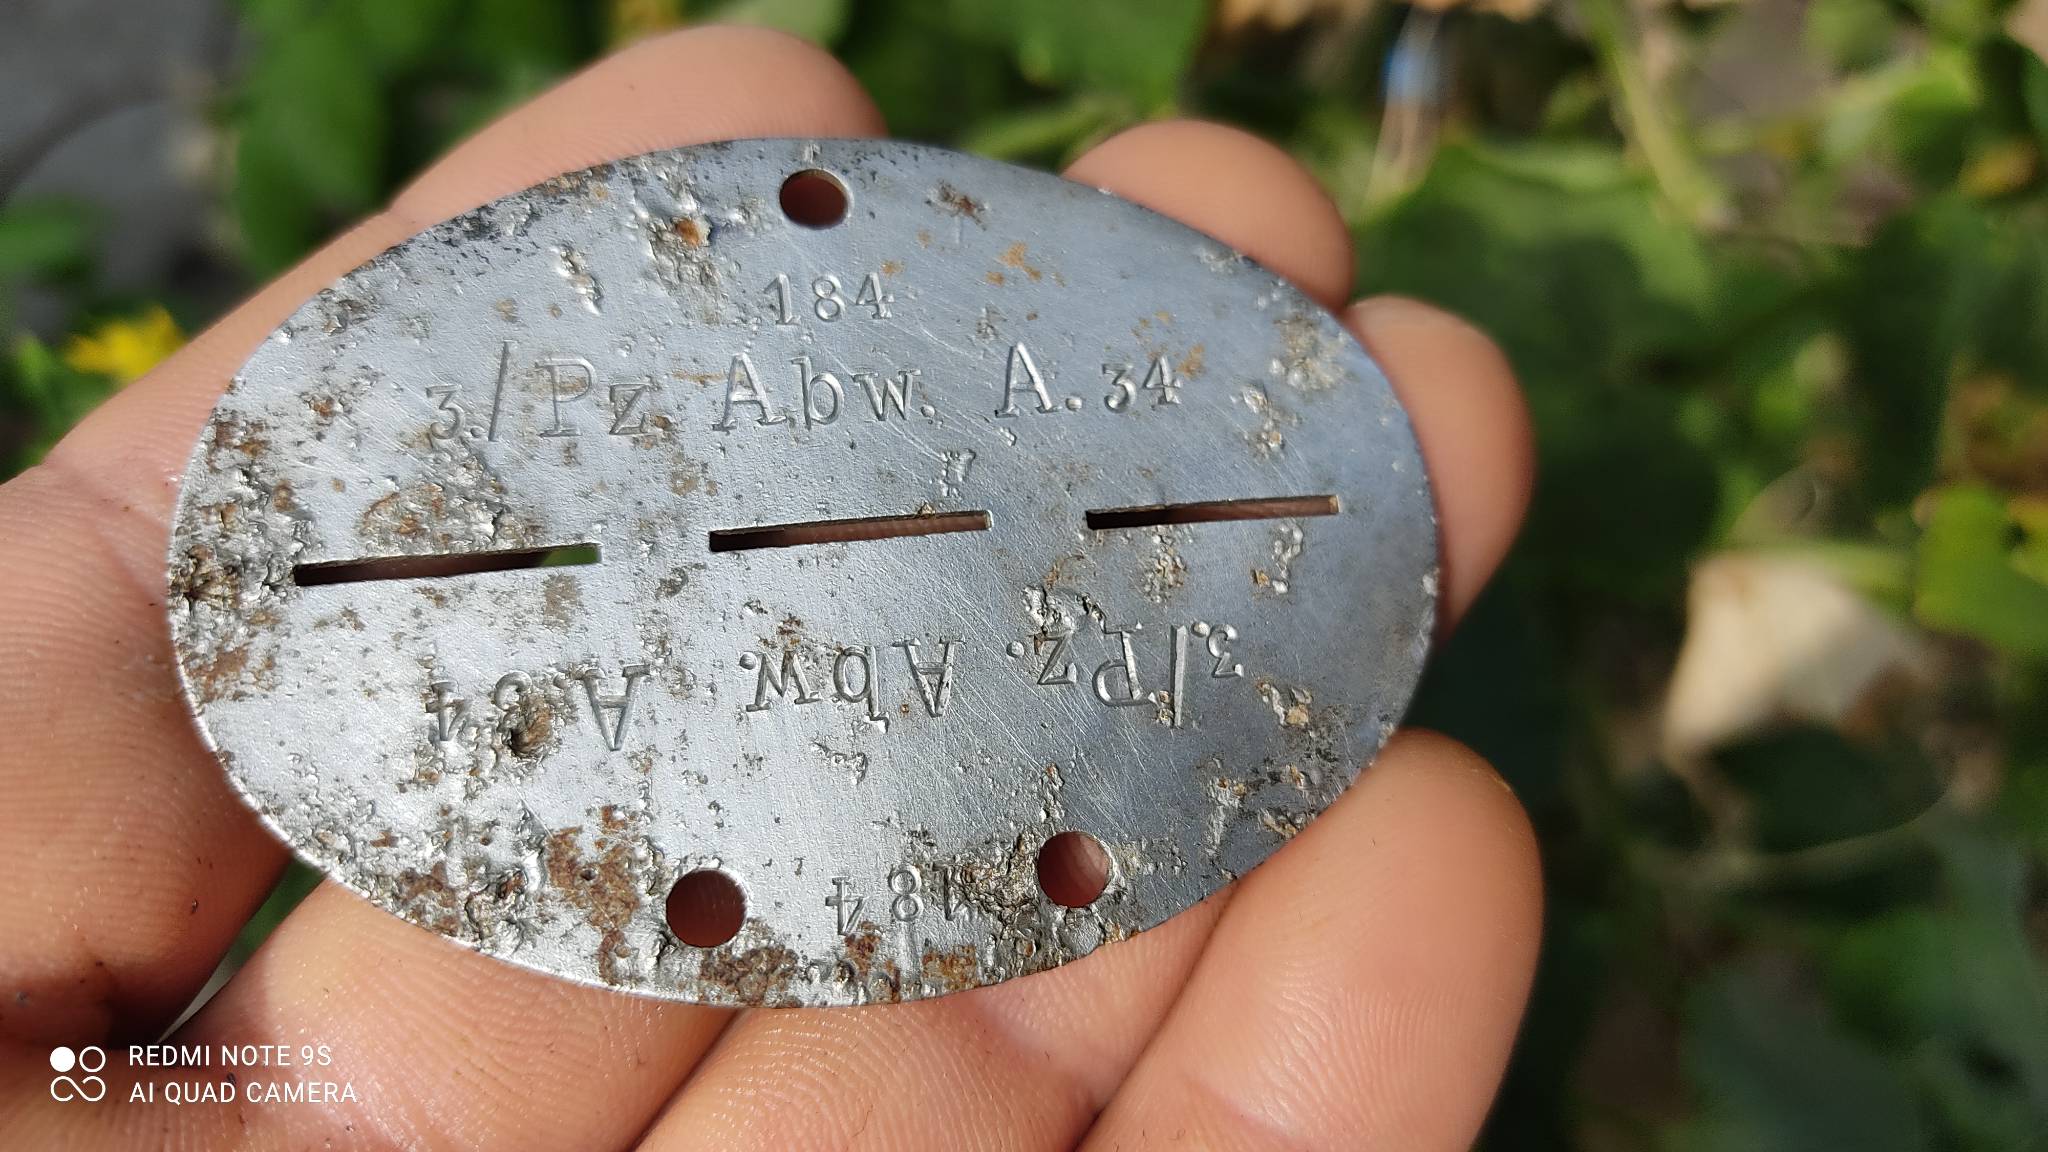 184
3./Pz Abw. A.34
3./Pz. Abw. A.34
184
REDMI NOTE 9S
AI QUAD CAMERA